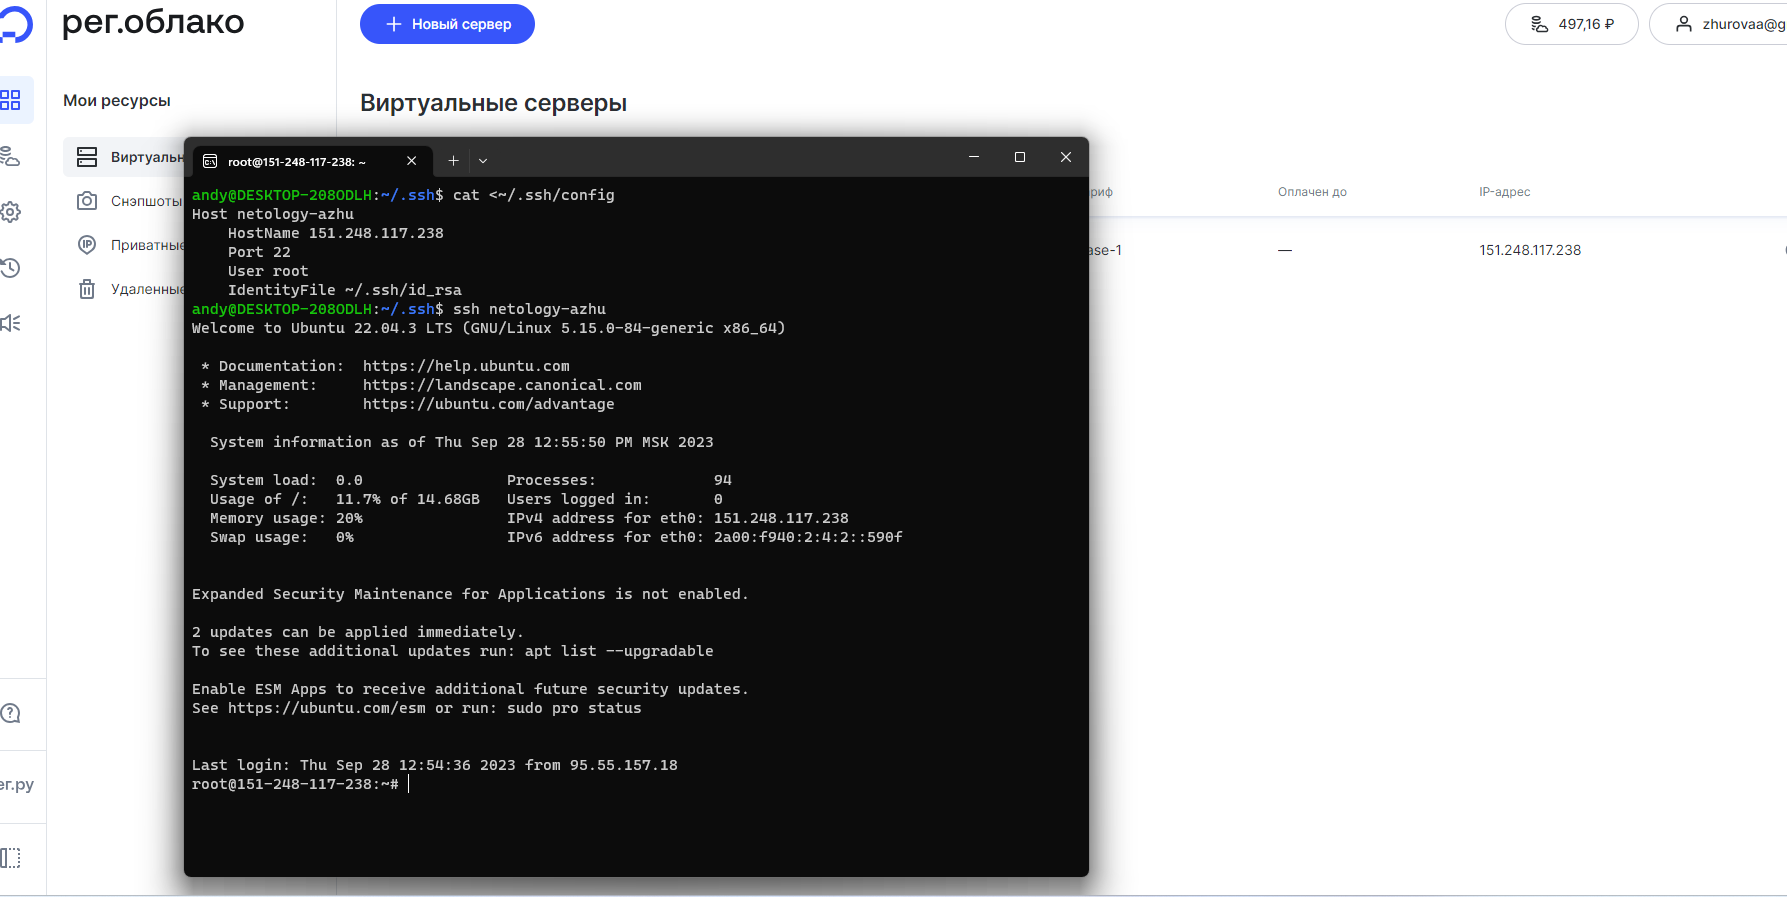 рег.облако
Новый сервер
497,16 ₽
zhurovaa@g
Мои ресурсы
Виртуальные серверы
Виртуальн
Снэпшоты
Приватные
Удаленные
риф
Оплачен до
IP-адрес
ase-1
—
151.248.117.238
ег.ру
root@151-248-117-238: ~
andy@DESKTOP-208ODLH:~/.ssh$ cat <~/.ssh/config
Host netology-azhu
    HostName 151.248.117.238
    Port 22
    User root
    IdentityFile ~/.ssh/id_rsa
andy@DESKTOP-208ODLH:~/.ssh$ ssh netology-azhu
Welcome to Ubuntu 22.04.3 LTS (GNU/Linux 5.15.0-84-generic x86_64)
 * Documentation:  https://help.ubuntu.com
 * Management:     https://landscape.canonical.com
 * Support:        https://ubuntu.com/advantage
  System information as of Thu Sep 28 12:55:50 PM MSK 2023
  System load:  0.0                Processes:             94
  Usage of /:   11.7% of 14.68GB   Users logged in:       0
  Memory usage: 20%                IPv4 address for eth0: 151.248.117.238
  Swap usage:   0%                 IPv6 address for eth0: 2a00:f940:2:4:2::590f
Expanded Security Maintenance for Applications is not enabled.
2 updates can be applied immediately.
To see these additional updates run: apt list --upgradable
Enable ESM Apps to receive additional future security updates.
See https://ubuntu.com/esm or run: sudo pro status
Last login: Thu Sep 28 12:54:36 2023 from 95.55.157.18
root@151-248-117-238:~#